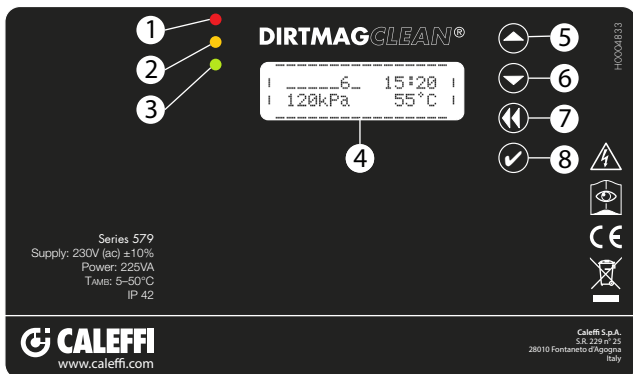 1
2
3
DIRTMAGCLEAN®
_____6_ 15:20
120kPa 55°C
4
5
6
7
8
H0004833
Series 579
Supply: 230V (ac) ±10%
Power: 225VA
TAMB: 5–50°C
IP 42
CE
CALEFFI
www.caleffi.com
Caleffi S.p.A.
S.R. 229 n° 25
28010 Fontaneto d'Agogna
Italy